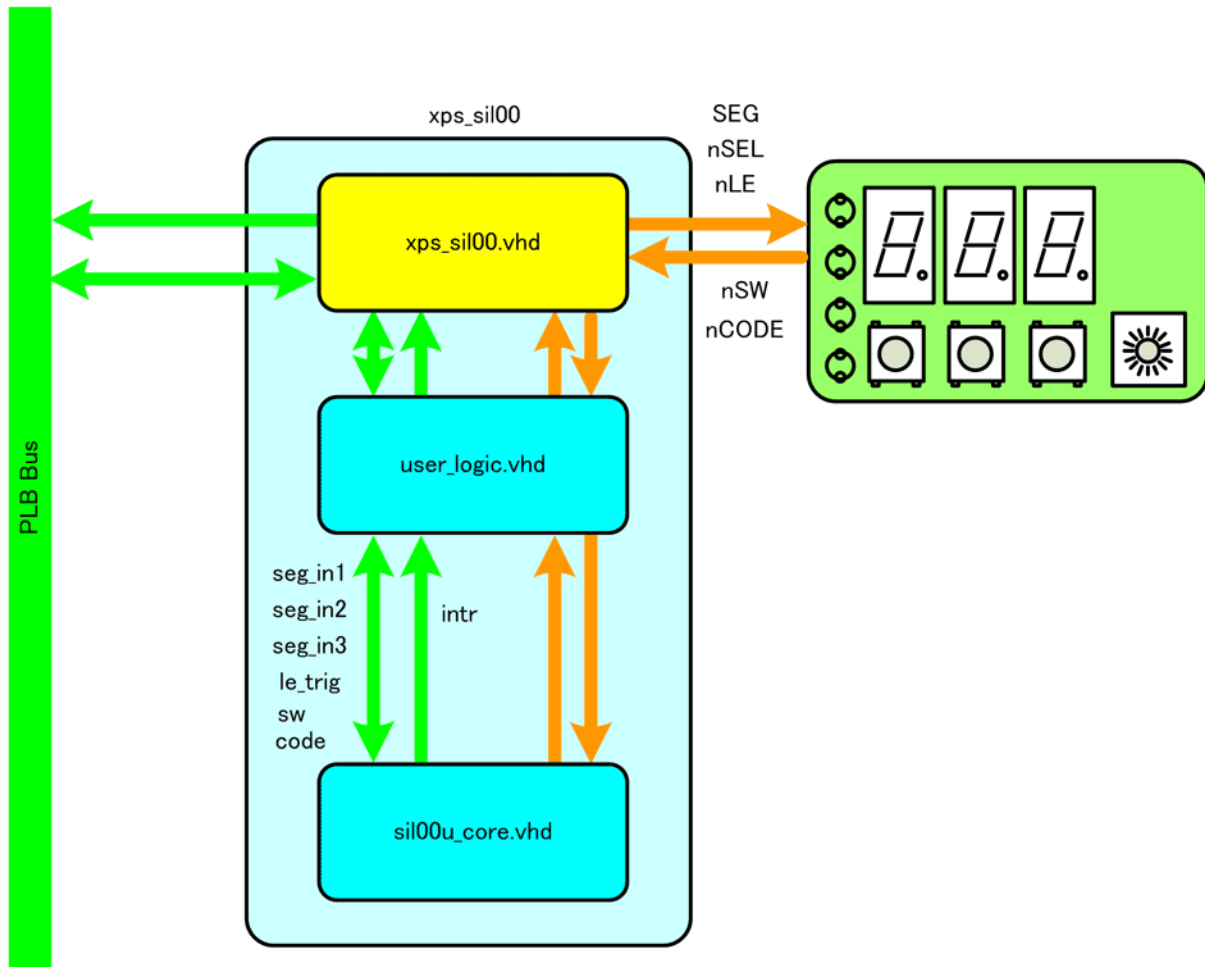 xps_sil00
SEG
nSEL
nLE
xps_sil00.vhd
nSW
nCODE
PLB Bus
user_logic.vhd
seg_in1
seg_in2
seg_in3
le_trig
sw
code
intr
sil00u_core.vhd